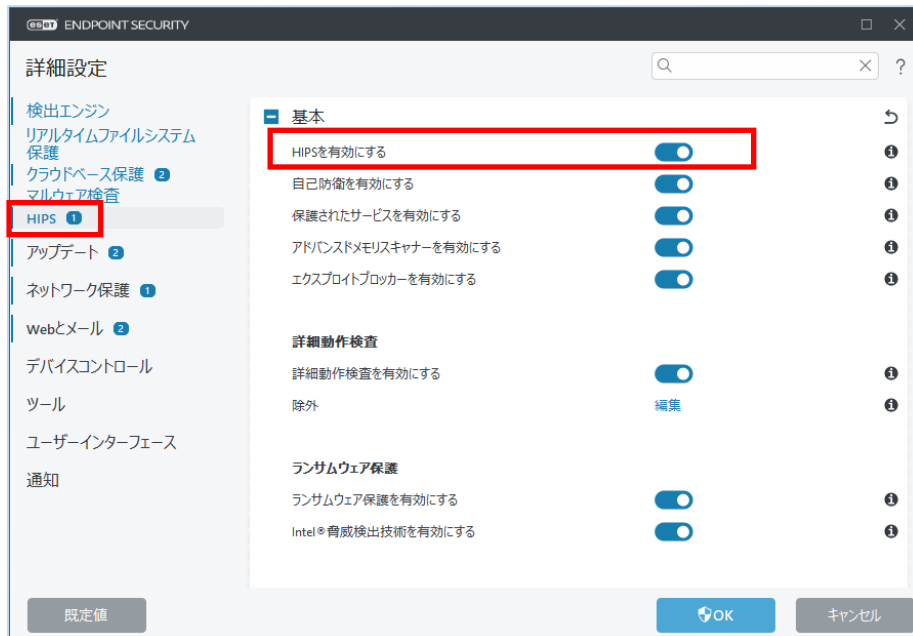 eset ENDPOINT SECURITY
詳細設定
?
検出エンジン
リアルタイムファイルシステム
保護
クラウドベース保護 2
マルウェア検査
HIPS 1
アップデート 2
ネットワーク保護 1
Webとメール 2
デバイスコントロール
ツール
ユーザーインターフェース
通知
基本
HIPSを有効にする
自己防衛を有効にする
保護されたサービスを有効にする
アドバンスドメモリスキャナーを有効にする
エクスプロイトブロッカーを有効にする
詳細動作検査
詳細動作検査を有効にする
除外 編集
ランサムウェア保護
ランサムウェア保護を有効にする
Intel®脅威検出技術を有効にする
既定値 OK キャンセル